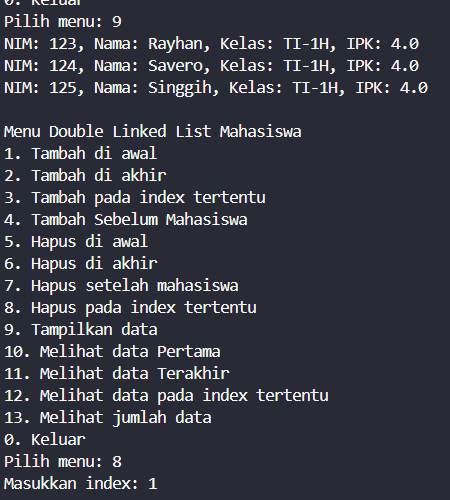 0. Keluar
Pilih menu: 9
NIM: 123, Nama: Rayhan, Kelas: TI-1H, IPK: 4.0
NIM: 124, Nama: Savero, Kelas: TI-1H, IPK: 4.0
NIM: 125, Nama: Singgih, Kelas: TI-1H, IPK: 4.0

Menu Double Linked List Mahasiswa
1. Tambah di awal
2. Tambah di akhir
3. Tambah pada index tertentu
4. Tambah Sebelum Mahasiswa
5. Hapus di awal
6. Hapus di akhir
7. Hapus setelah mahasiswa
8. Hapus pada index tertentu
9. Tampilkan data
10. Melihat data Pertama
11. Melihat data Terakhir
12. Melihat data pada index tertentu
13. Melihat jumlah data
0. Keluar
Pilih menu: 8
Masukkan index: 1